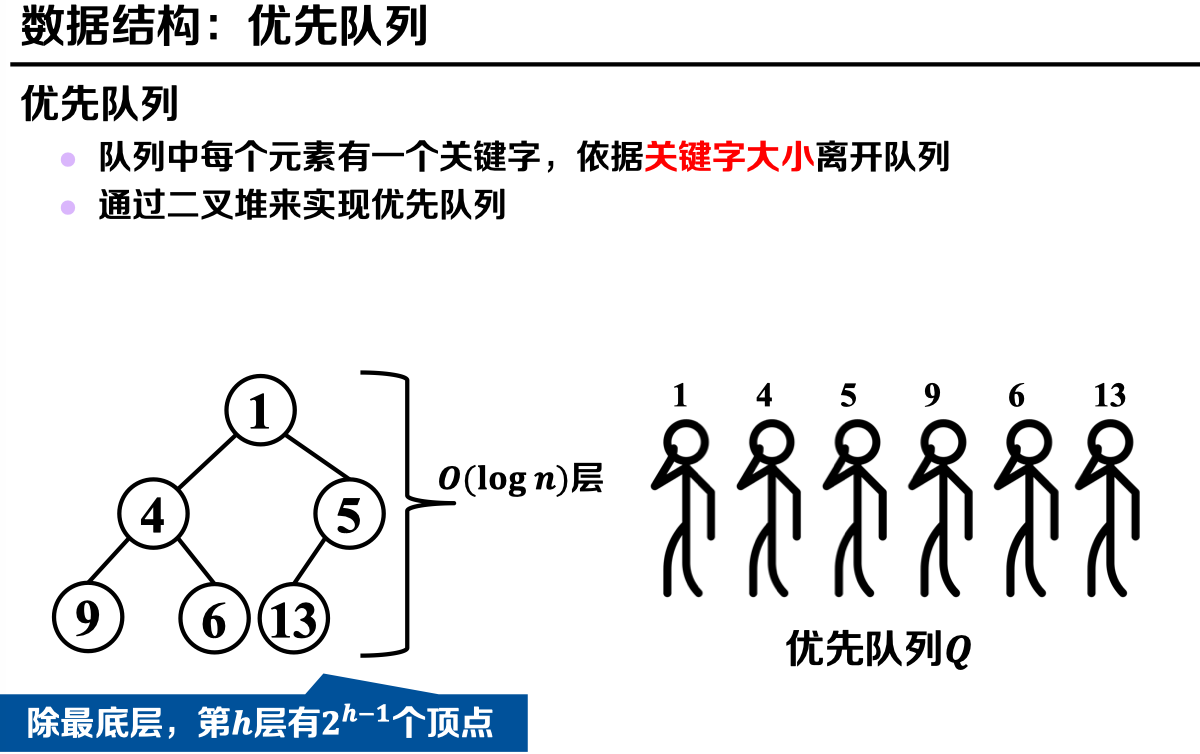 数据结构：优先队列
优先队列
队列中每个元素有一个关键字，依据关键字大小离开队列
通过二叉堆来实现优先队列
1
4 5
9 6 13
O(log n)层
1 4 5 9 6 13
优先队列Q
除最底层，第h层有2^{h-1}个顶点